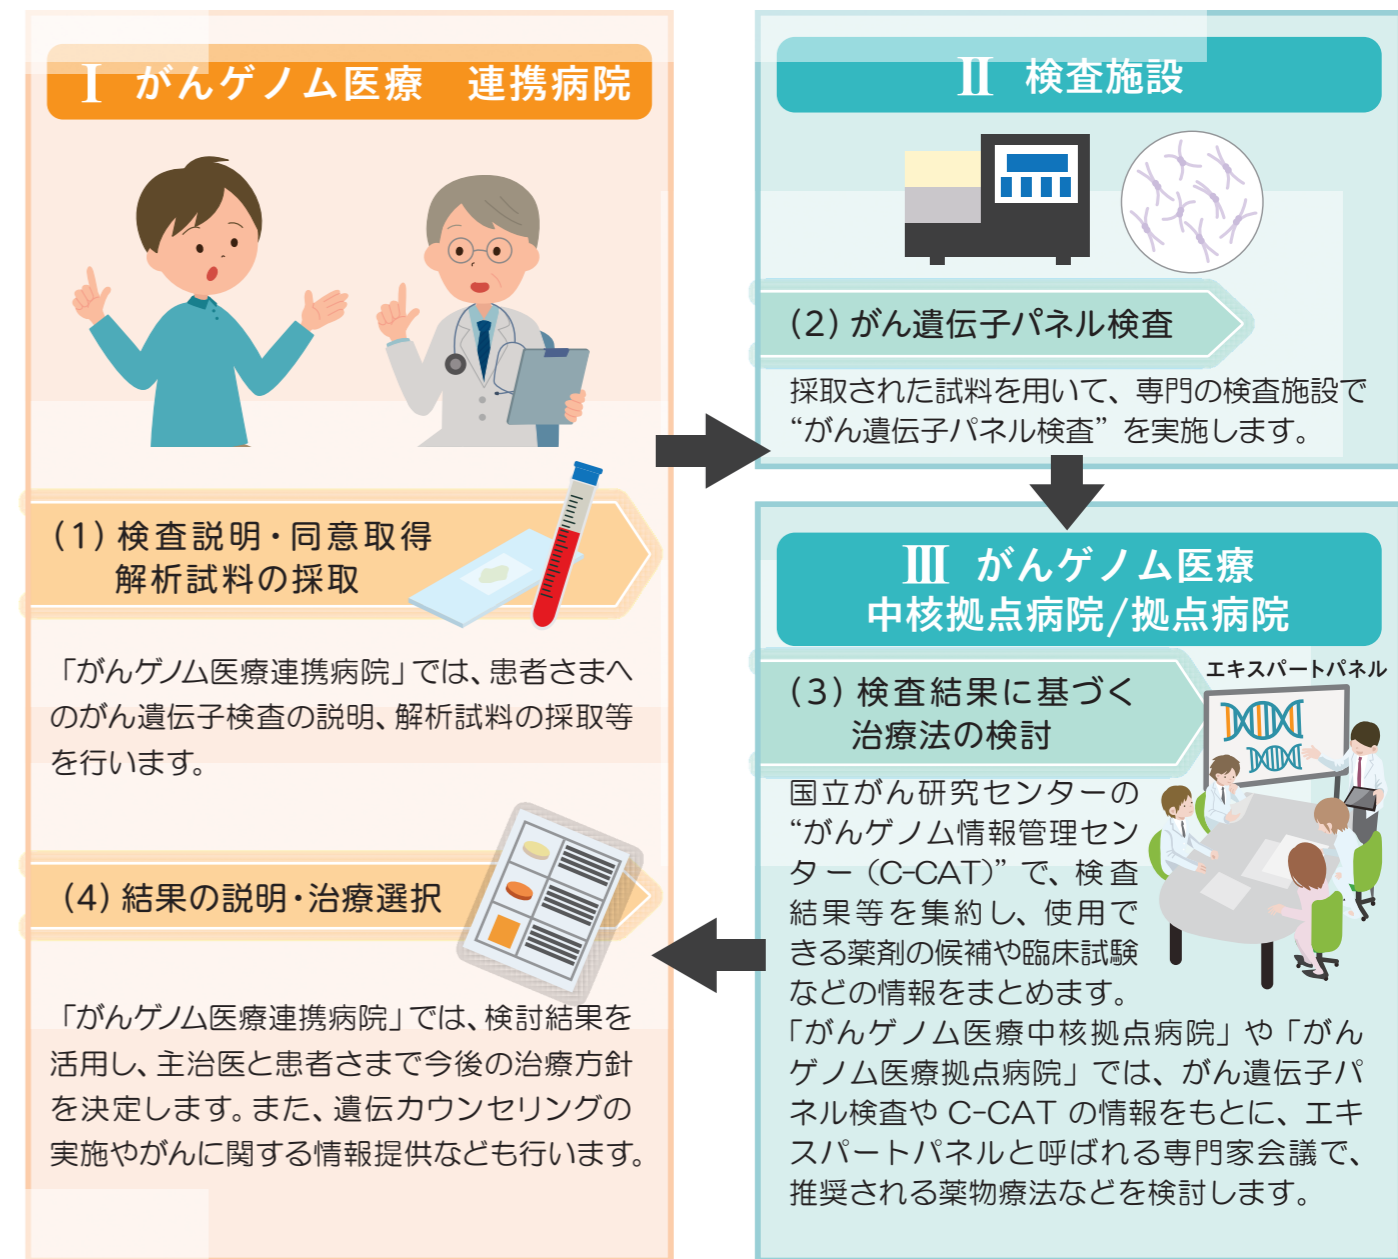 I がんゲノム医療 連携病院
(1) 検査説明・同意取得
解析試料の採取
「がんゲノム医療連携病院」では、患者さまへ
のがん遺伝子検査の説明、解析試料の採取等
を行います。
(4) 結果の説明・治療選択
「がんゲノム医療連携病院」では、検討結果を
活用し、主治医と患者さまで今後の治療方針
を決定します。また、遺伝カウンセリングの
実施やがんに関する情報提供なども行います。
II 検査施設
(2) がん遺伝子パネル検査
採取された試料を用いて、専門の検査施設で
“がん遺伝子パネル検査” を実施します。
III がんゲノム医療
中核拠点病院/拠点病院
(3) 検査結果に基づく
治療法の検討
エキスパートパネル
国立がん研究センターの
“がんゲノム情報管理セン
ター (C-CAT)” で、検査
結果等を集約し、使用で
きる薬剤の候補や臨床試験
などの情報をまとめます。
「がんゲノム医療中核拠点病院」や「がん
ゲノム医療拠点病院」では、がん遺伝子パ
ネル検査や C-CAT の情報をもとに、エキ
スパートパネルと呼ばれる専門家会議で、
推奨される薬物療法などを検討します。